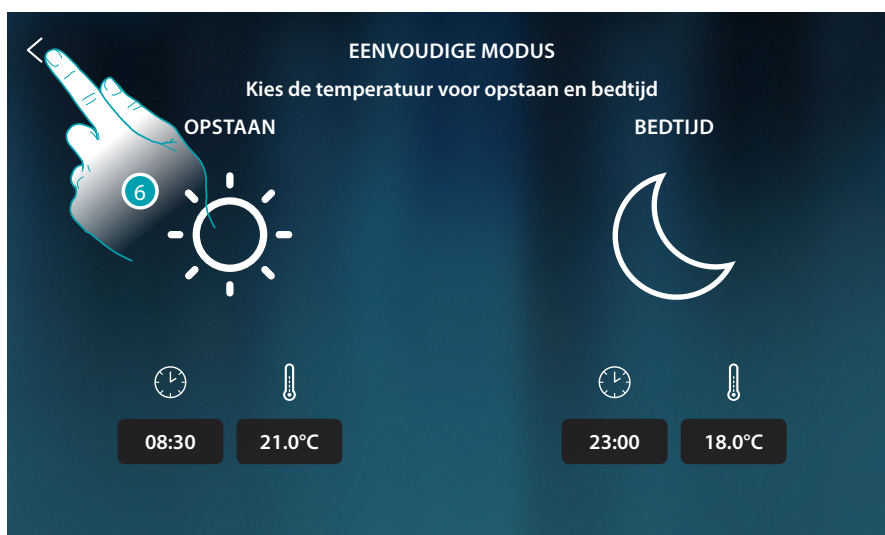 EENVOUDIGE MODUS
Kies de temperatuur voor opstaan en bedtijd
OPSTAAN
BEDTIJD
6
08:30
21.0°C
23:00
18.0°C